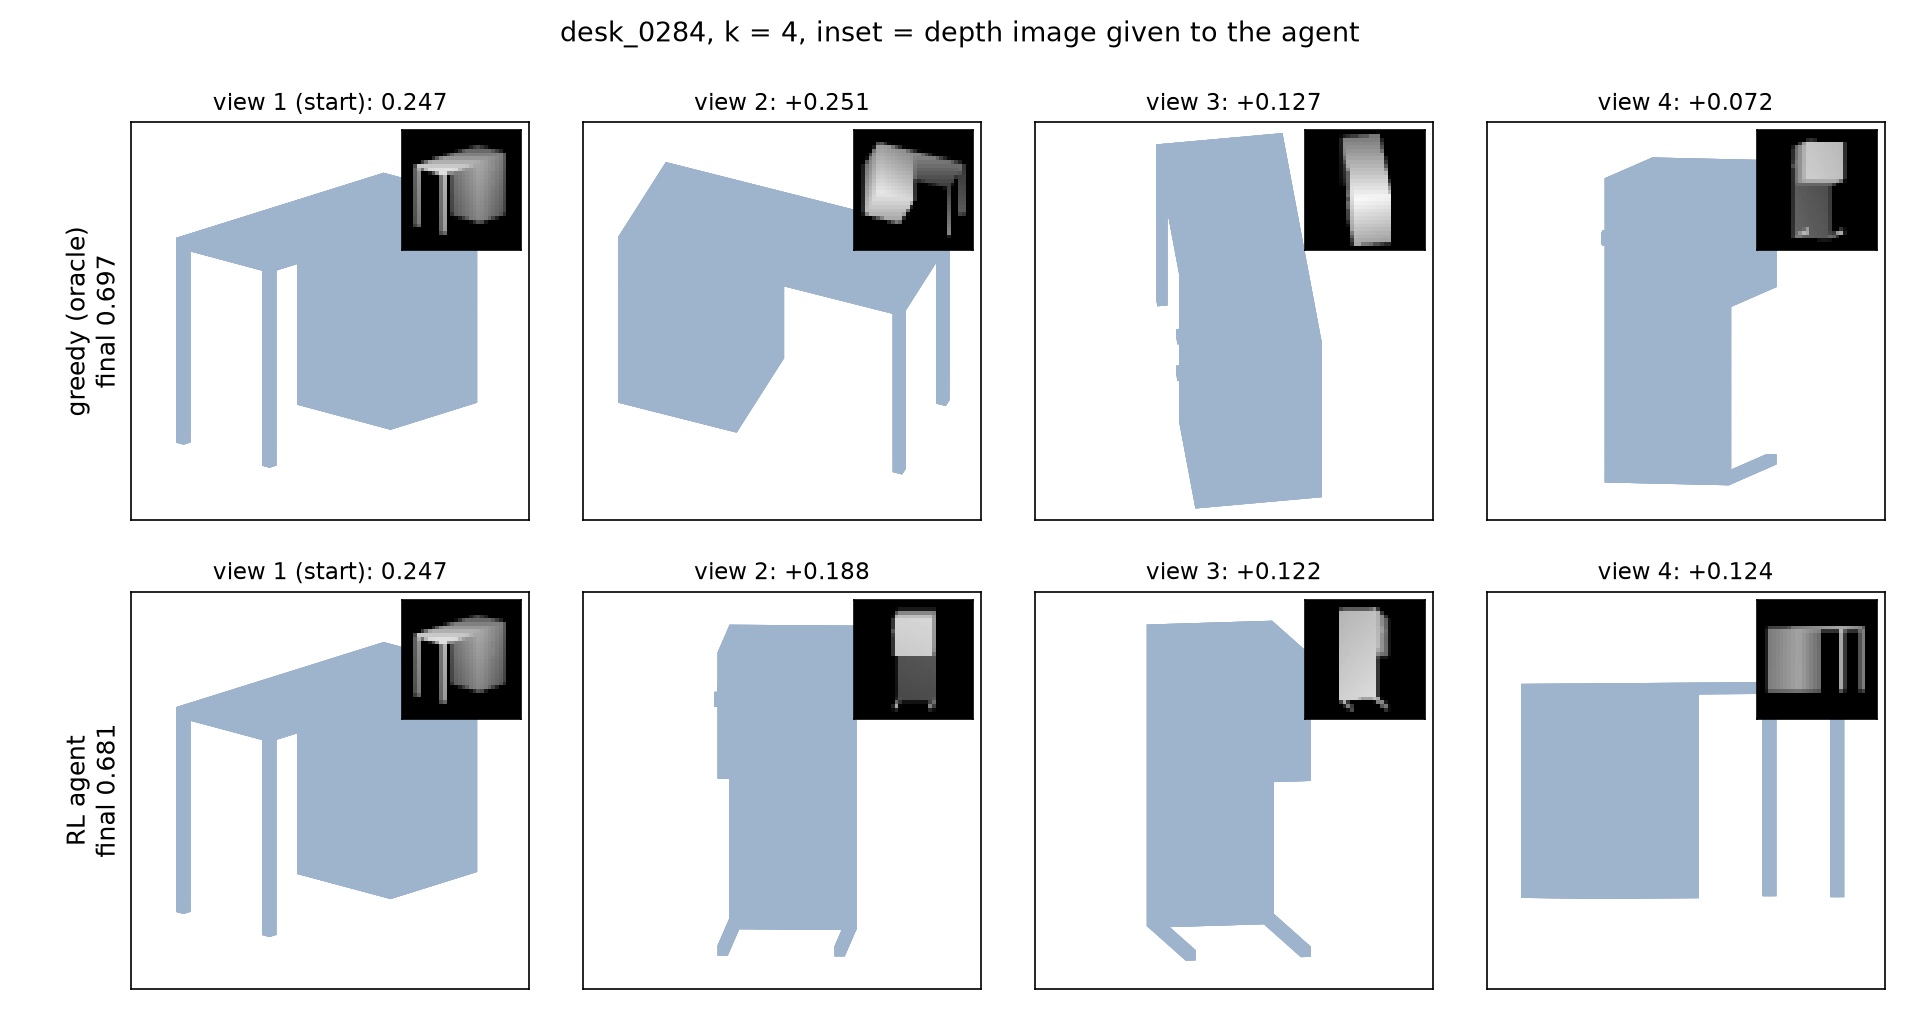 desk_0284, k = 4, inset = depth image given to the agent
view 1 (start): 0.247
view 2: +0.251
view 3: +0.127
view 4: +0.072
greedy (oracle)
final 0.697
view 1 (start): 0.247
view 2: +0.188
view 3: +0.122
view 4: +0.124
RL agent
final 0.681